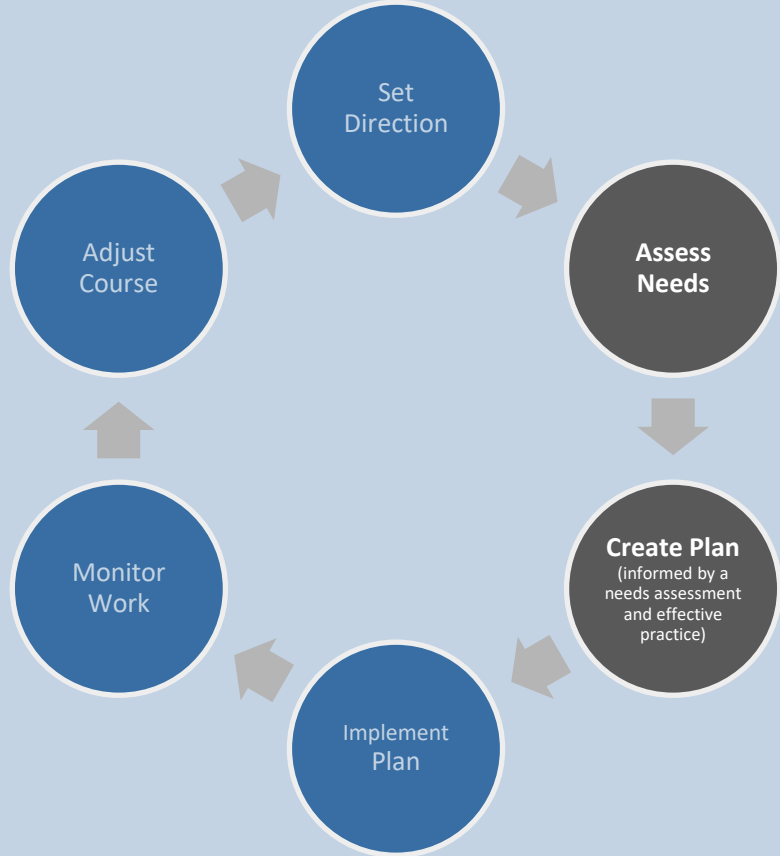 Set
Direction
Assess
Needs
Create Plan
(informed by a
needs assessment
and effective
practice)
Implement
Plan
Monitor
Work
Adjust
Course